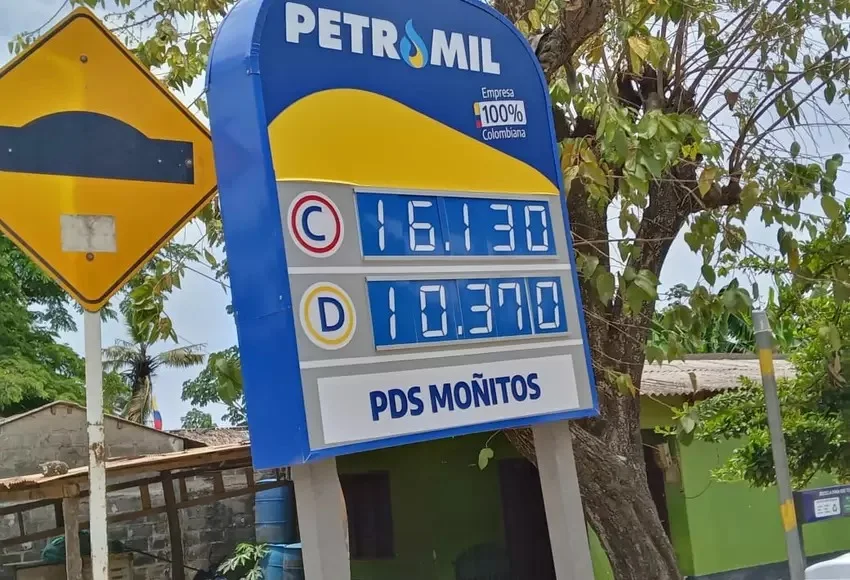 PETROMIL
Empresa
100%
Colombiana
C 16.130
D 10.370
PDS MOÑITOS